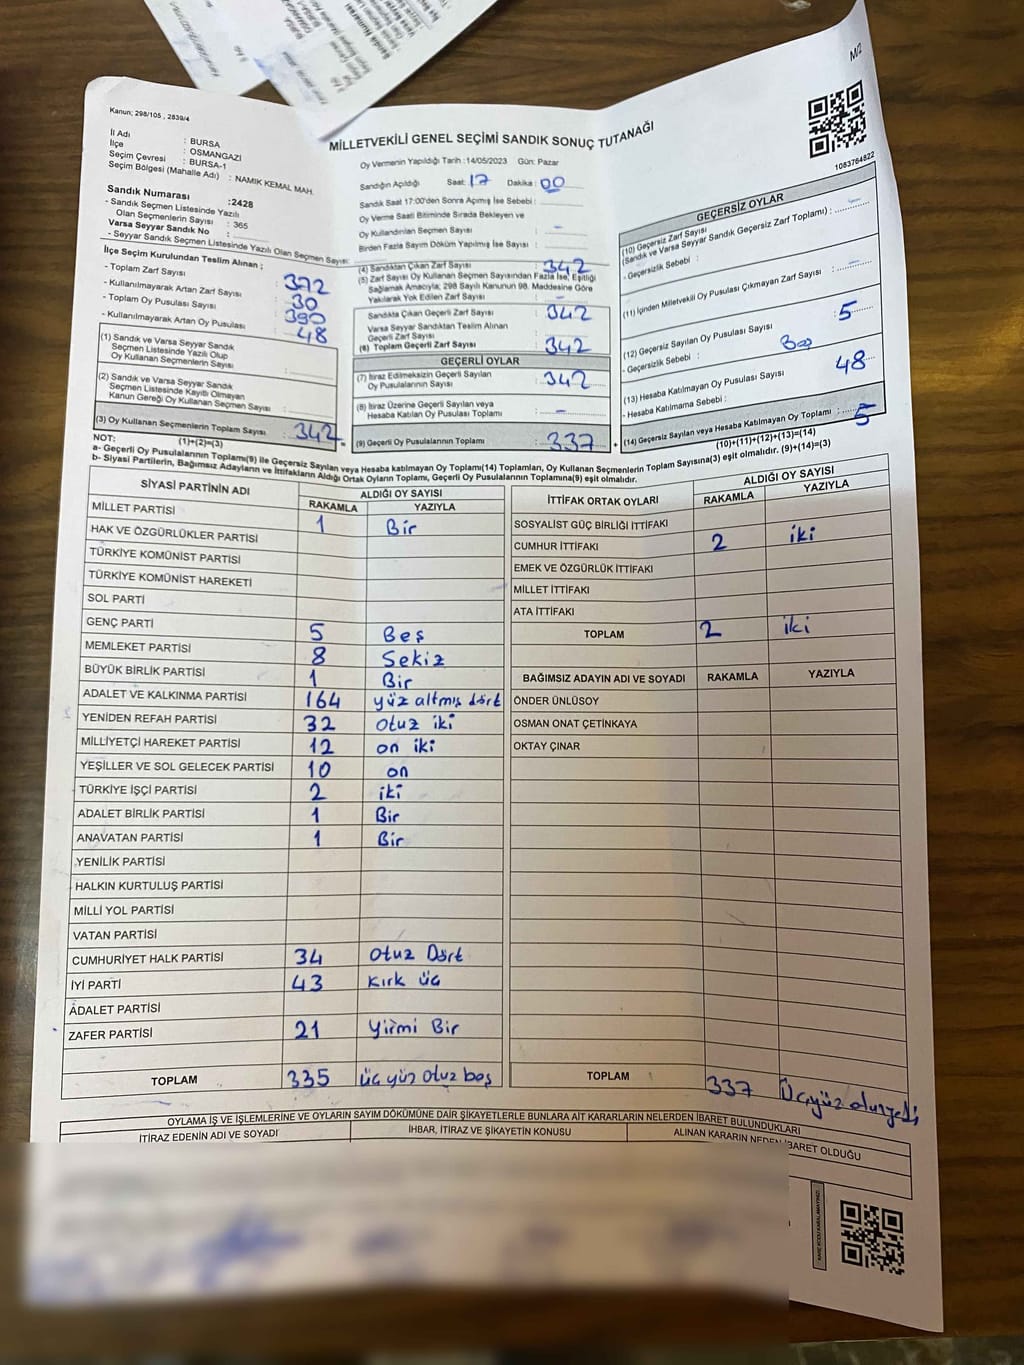 M/2
Kanun; 298/105 , 2839/4
MİLLETVEKİLİ GENEL SEÇİMİ SANDIK SONUÇ TUTANAĞI
1083764822
İl Adı : BURSA
İlçe : OSMANGAZİ
Seçim Çevresi : BURSA-1
Seçim Bölgesi (Mahalle Adı) : NAMIK KEMAL MAH.
Sandık Numarası :2428
- Sandık Seçmen Listesinde Yazılı
Olan Seçmenlerin Sayısı : 365
Varsa Seyyar Sandık No :
- Seyyar Sandık Seçmen Listesinde Yazılı Olan Seçmen Sayısı:
İlçe Seçim Kurulundan Teslim Alınan ;
- Toplam Zarf Sayısı : 372
- Kullanılmayarak Artan Zarf Sayısı : 30
- Toplam Oy Pusulası Sayısı : 390
- Kullanılmayarak Artan Oy Pusulası : 48
(1) Sandık ve Varsa Seyyar Sandık
Seçmen Listesinde Yazılı Olup
Oy Kullanan Seçmenlerin Sayısı :
(2) Sandık ve Varsa Seyyar Sandık
Seçmen Listesinde Kayıtlı Olmayan
Kanun Gereği Oy Kullanan Seçmen Sayısı :
(3) Oy Kullanan Seçmenlerin Toplam Sayısı : 342
(1)+(2)=(3)
Oy Vermenin Yapıldığı Tarih :14/05/2023 Gün: Pazar
Sandığın Açıldığı Saat: 17 Dakika : 00
Sandık Saat 17:00'den Sonra Açımış İse Sebebi :
Oy Verme Saati Bitiminde Sırada Bekleyen ve
Oy Kullandırılan Seçmen Sayısı : -
Birden Fazla Sayım Döküm Yapılmış İse Sayısı :
(4) Sandıktan Çıkan Zarf Sayısı : 342
(5) Zarf Sayısı Oy Kullanan Seçmen Sayısından Fazla İse, Eşitliği
Sağlamak Amacıyla; 298 Sayılı Kanunun 98. Maddesine Göre
Yakılarak Yok Edilen Zarf Sayısı : -
Sandıkta Çıkan Geçerli Zarf Sayısı : 342
Varsa Seyyar Sandıktan Teslim Alınan
Geçerli Zarf Sayısı :
(6) Toplam Geçerli Zarf Sayısı : 342
GEÇERLİ OYLAR
(7) İtiraz Edilmeksizin Geçerli Sayılan
Oy Pusulalarının Sayısı : 342
(8) İtiraz Üzerine Geçerli Sayılan veya
Hesaba Katılan Oy Pusulası Toplamı : -
(9) Geçerli Oy Pusulalarının Toplamı : 337
GEÇERSİZ OYLAR
(10) Geçersiz Zarf Sayısı
(Sandık ve Varsa Seyyar Sandık Geçersiz Zarf Toplamı) : -
- Geçersizlik Sebebi :
(11) İçinden Milletvekili Oy Pusulası Çıkmayan Zarf Sayısı : -
(12) Geçersiz Sayılan Oy Pusulası Sayısı : 5
- Geçersizlik Sebebi : Boş
(13) Hesaba Katılmayan Oy Pusulası Sayısı : 48
- Hesaba Katılmama Sebebi :
(14) Geçersiz Sayılan veya Hesaba Katılmayan Oy Toplamı : 5
(10)+(11)+(12)+(13)=(14)
NOT:
a- Geçerli Oy Pusulalarının Toplamı(9) ile Geçersiz Sayılan veya Hesaba katılmayan Oy Toplamı(14) Toplamları, Oy Kullanan Seçmenlerin Toplam Sayısına(3) eşit olmalıdır. (9)+(14)=(3)
b- Siyasi Partilerin, Bağımsız Adayların ve İttifakların Aldığı Ortak Oyların Toplamı, Geçerli Oy Pusulalarının Toplamına(9) eşit olmalıdır.
SİYASİ PARTİNİN ADI ALDIĞI OY SAYISI
RAKAMLA YAZIYLA
MİLLET PARTİSİ 1 Bir
HAK VE ÖZGÜRLÜKLER PARTİSİ
TÜRKİYE KOMÜNİST PARTİSİ
TÜRKİYE KOMÜNİST HAREKETİ
SOL PARTİ
GENÇ PARTİ 5 Beş
MEMLEKET PARTİSİ 8 Sekiz
BÜYÜK BİRLİK PARTİSİ 1 Bir
ADALET VE KALKINMA PARTİSİ 164 yüz altmış dört
YENİDEN REFAH PARTİSİ 32 otuz iki
MİLLİYETÇİ HAREKET PARTİSİ 12 on iki
YEŞİLLER VE SOL GELECEK PARTİSİ 10 on
TÜRKİYE İŞÇİ PARTİSİ 2 iki
ADALET BİRLİK PARTİSİ 1 Bir
ANAVATAN PARTİSİ 1 Bir
YENİLİK PARTİSİ
HALKIN KURTULUŞ PARTİSİ
MİLLİ YOL PARTİSİ
VATAN PARTİSİ
CUMHURİYET HALK PARTİSİ 34 Otuz Dört
İYİ PARTİ 43 Kırk üç
ADALET PARTİSİ
ZAFER PARTİSİ 21 Yirmi Bir
TOPLAM 335 üç yüz otuz beş
İTTİFAK ORTAK OYLARI ALDIĞI OY SAYISI
RAKAMLA YAZIYLA
SOSYALİST GÜÇ BİRLİĞİ İTTİFAKI
CUMHUR İTTİFAKI 2 iki
EMEK VE ÖZGÜRLÜK İTTİFAKI
MİLLET İTTİFAKI
ATA İTTİFAKI
TOPLAM 2 iki
BAĞIMSIZ ADAYIN ADI VE SOYADI RAKAMLA YAZIYLA
ÖNDER ÜNLÜSOY
OSMAN ONAT ÇETİNKAYA
OKTAY ÇINAR
TOPLAM 337 Üçyüz otuzyedi
OYLAMA İŞ VE İŞLEMLERİNE VE OYLARIN SAYIM DÖKÜMÜNE DAİR ŞİKAYETLERLE BUNLARA AİT KARARLARIN NELERDEN İBARET BULUNDUKLARI
İTİRAZ EDENİN ADI VE SOYADI İHBAR, İTİRAZ VE ŞİKAYETİN KONUSU ALINAN KARARIN NEDEN İBARET OLDUĞU
KARE KODU KARALAMAYINIZ!